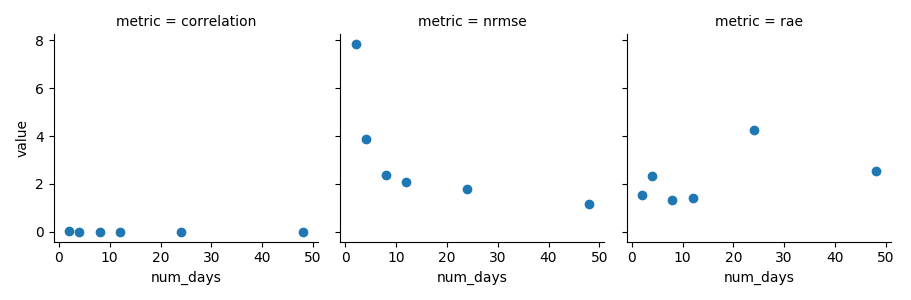 metric = correlation
metric = nrmse
metric = rae
value
8
6
4
2
0
0 10 20 30 40 50
0 10 20 30 40 50
0 10 20 30 40 50
num_days
num_days
num_days